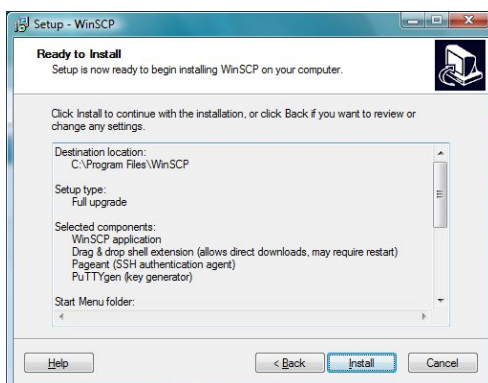 Setup - WinSCP
Ready to Install
Setup is now ready to begin installing WinSCP on your computer.
Click Install to continue with the installation, or click Back if you want to review or
change any settings.
Destination location:
C:\Program Files\WinSCP
Setup type:
Full upgrade
Selected components:
WinSCP application
Drag & drop shell extension (allows direct downloads, may require restart)
Pageant (SSH authentication agent)
PuTTYgen (key generator)
Start Menu folder:
Help
< Back
Install
Cancel